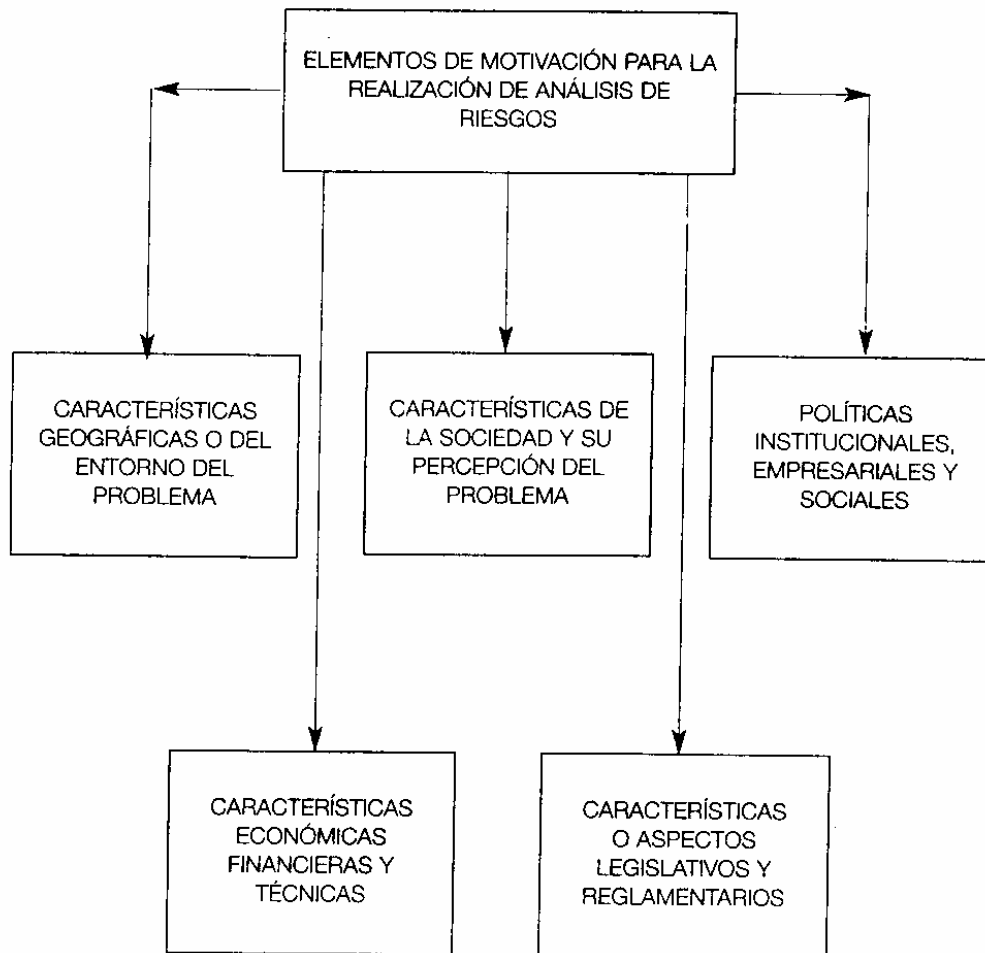 ELEMENTOS DE MOTIVACIÓN PARA LA
REALIZACIÓN DE ANÁLISIS DE
RIESGOS
CARACTERÍSTICAS
GEOGRÁFICAS O DEL
ENTORNO DEL
PROBLEMA
CARACTERÍSTICAS DE
LA SOCIEDAD Y SU
PERCEPCIÓN DEL
PROBLEMA
POLÍTICAS
INSTITUCIONALES,
EMPRESARIALES Y
SOCIALES
CARACTERÍSTICAS
ECONÓMICAS
FINANCIERAS Y
TÉCNICAS
CARACTERÍSTICAS
O ASPECTOS
LEGISLATIVOS Y
REGLAMENTARIOS